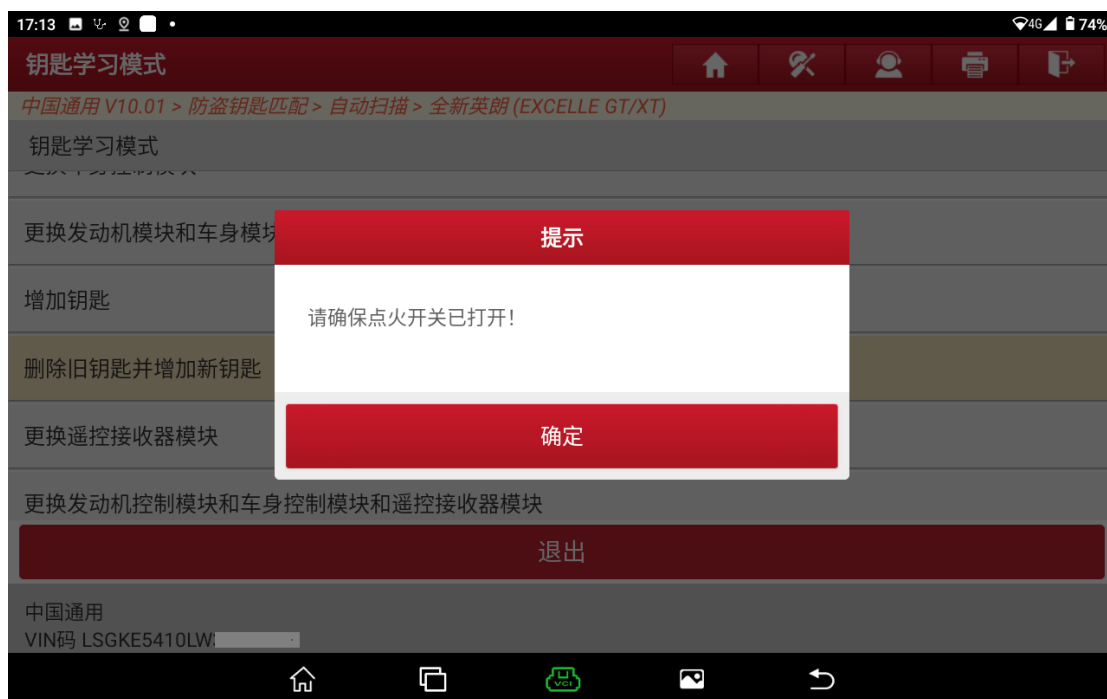 17:13 4G 74%
钥匙学习模式
中国通用 V10.01 > 防盗钥匙匹配 > 自动扫描 > 全新英朗 (EXCELLE GT/XT)
钥匙学习模式
更换发动机模块和车身模块
提示
增加钥匙
请确保点火开关已打开!
删除旧钥匙并增加新钥匙
更换遥控接收器模块
确定
更换发动机控制模块和车身控制模块和遥控接收器模块
退出
中国通用
VIN码 LSGKE5410LW
VCI